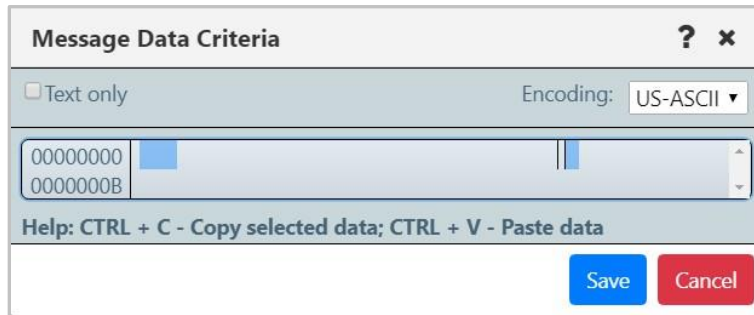 Message Data Criteria ? ×
Text only Encoding: US-ASCII
00000000
0000000B
Help: CTRL + C - Copy selected data; CTRL + V - Paste data
Save Cancel